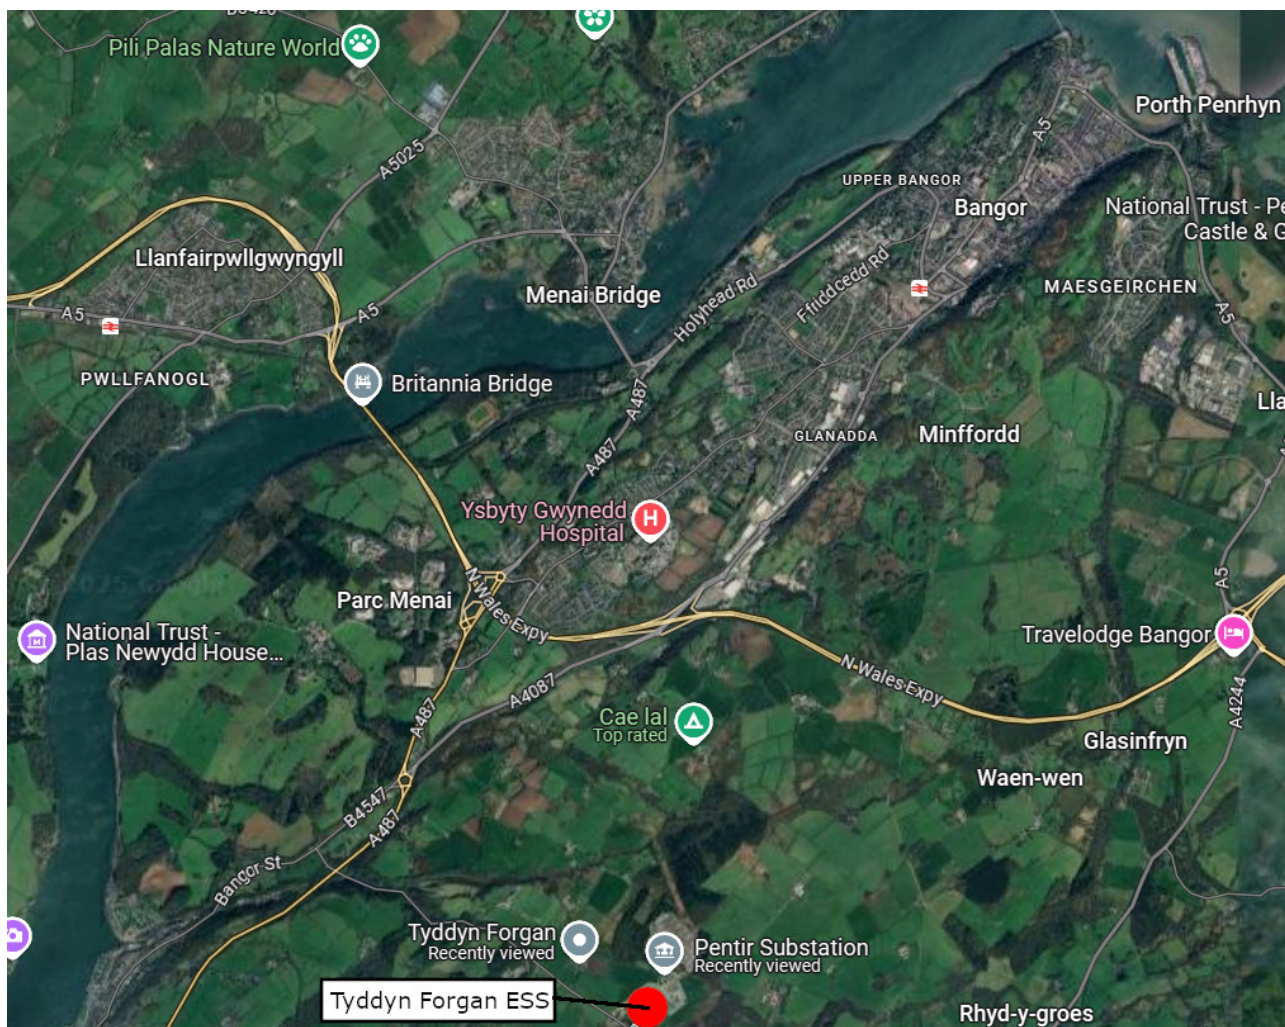 Pili Palas Nature World
A5025
Porth Penrhyn
A5
UPPER BANGOR
Bangor
National Trust - Pe
Castle & G
Llanfairpwllgwyngyll
Menai Bridge
Holyhead Rd
Ffriddoedd Rd
MAESGEIRCHEN
A5
A5
A5
PWLLFANOGL
Britannia Bridge
A487
Lla
GLANADDA
Minffordd
A487
Ysbyty Gwynedd
Hospital
N Wales Expy
Parc Menai
A5
National Trust -
Plas Newydd House...
Travelodge Bangor
N Wales Expy
A4087
A487
A4244
Cae lal
Top rated
Glasinfryn
Waen-wen
B4547
A487
Bangor St
Tyddyn Forgan
Recently viewed
Pentir Substation
Recently viewed
Tyddyn Forgan ESS
Rhyd-y-groes